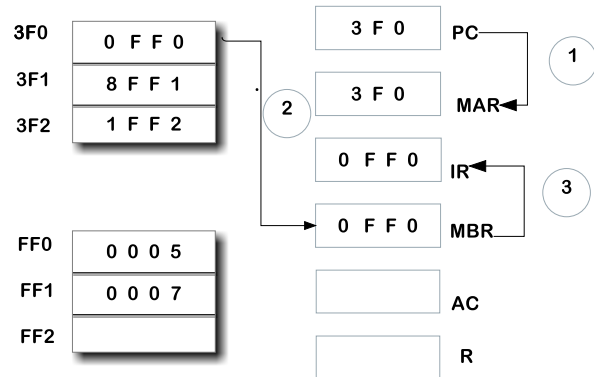 3F0
0 F F 0
3F1
8 F F 1
3F2
1 F F 2
FF0
0 0 0 5
FF1
0 0 0 7
FF2
2
3 F 0 PC
1
3 F 0 MAR
0 F F 0 IR
3
0 F F 0 MBR
AC
R